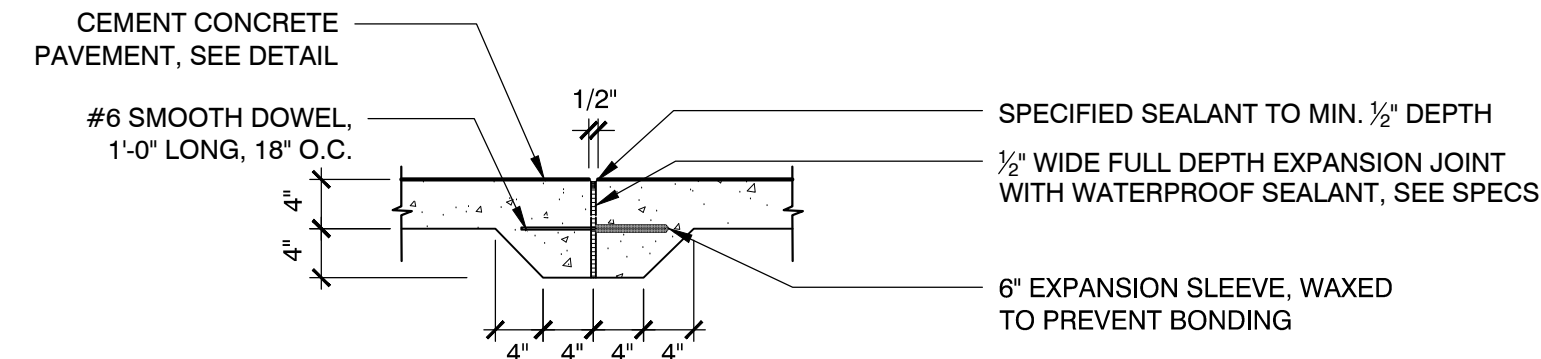 CEMENT CONCRETE
PAVEMENT, SEE DETAIL
#6 SMOOTH DOWEL,
1'-0" LONG, 18" O.C.
1/2"
SPECIFIED SEALANT TO MIN. ½" DEPTH
½" WIDE FULL DEPTH EXPANSION JOINT
WITH WATERPROOF SEALANT, SEE SPECS
4"
4"
6" EXPANSION SLEEVE, WAXED
TO PREVENT BONDING
4" 4" 4" 4"